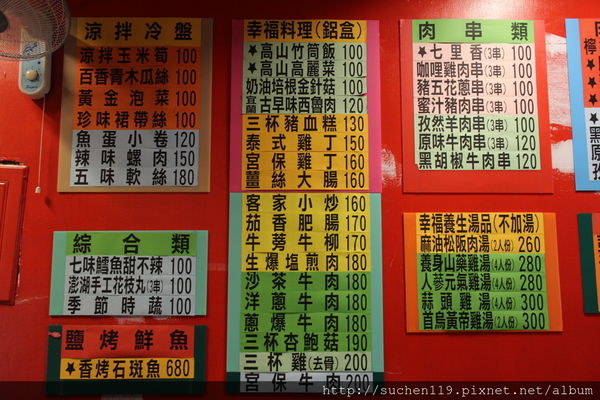 涼拌冷盤
涼拌玉米筍 100
百香青木瓜絲 100
黃金泡菜 100
珍味裙帶絲 100
魚蛋小卷 120
辣味螺肉 150
五味軟絲 180
綜合類
七味鱈魚甜不辣 100
澎湖手工花枝丸(3串) 100
季節時蔬 100
鹽烤鮮魚
★香烤石斑魚 680
幸福料理(鋁盒)
★高山竹筒飯 100
★高山高麗菜 100
奶油培根金針菇 100
宜蘭古早味西魯肉 120
三杯豬血糕 130
泰式雞丁 150
宮保雞丁 160
薑絲大腸 160
客家小炒 160
茄香肥腸 170
牛蒡牛柳 170
生爆塩煎肉 180
沙茶牛肉 180
洋蔥牛肉 180
蔥爆牛肉 180
三杯杏鮑菇 190
三杯雞(去骨) 200
宮保牛肉 200
肉串類
★七里香(3串) 100
咖哩雞肉串(3串) 100
豬五花蔥串(3串) 100
蜜汁豬肉串(3串) 100
孜然羊肉串(3串) 100
原味牛肉串(3串) 120
黑胡椒牛肉串 120
幸福養生湯品(不加湯)
麻油松阪肉湯(2人份) 260
養身山藥雞湯(4人份) 280
人蔘元氣雞湯(4人份) 280
蒜頭雞湯(4人份) 300
首烏黃帝雞湯(2人份) 300
http://suchen119.pixnet.net/album